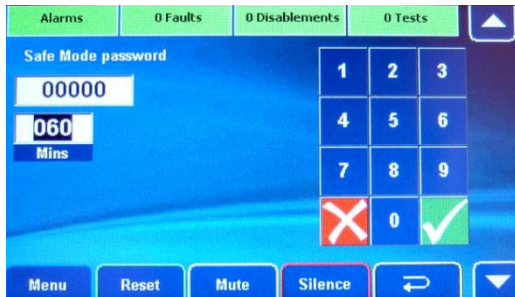 Alarms 0 Faults 0 Disablements 0 Tests
Safe Mode password
00000
060
Mins
1 2 3
4 5 6
7 8 9
0
Menu Reset Mute Silence